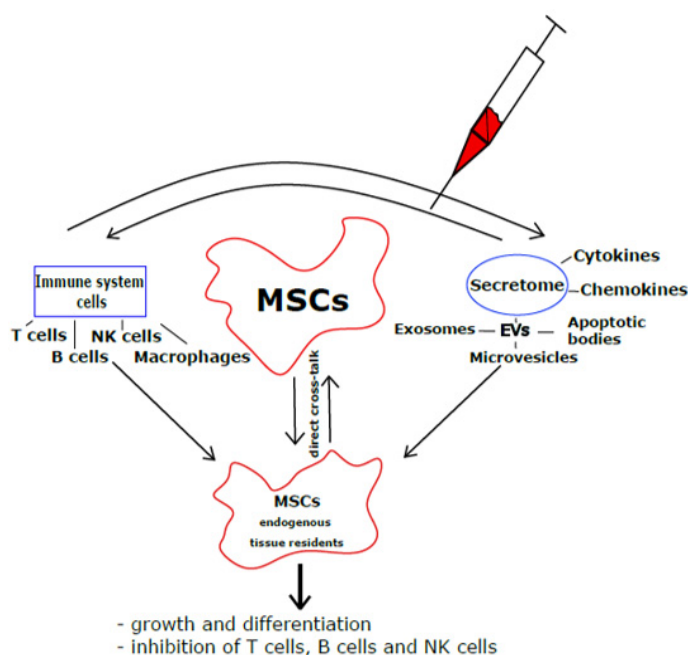 Immune system
cells
T cells
NK cells
B cells
Macrophages
MSCs
Secretome
Cytokines
Chemokines
Exosomes
EVs
Apoptotic
bodies
Microvesicles
direct cross-talk
MSCs
endogenous
tissue residents
- growth and differentiation
- inhibition of T cells, B cells and NK cells